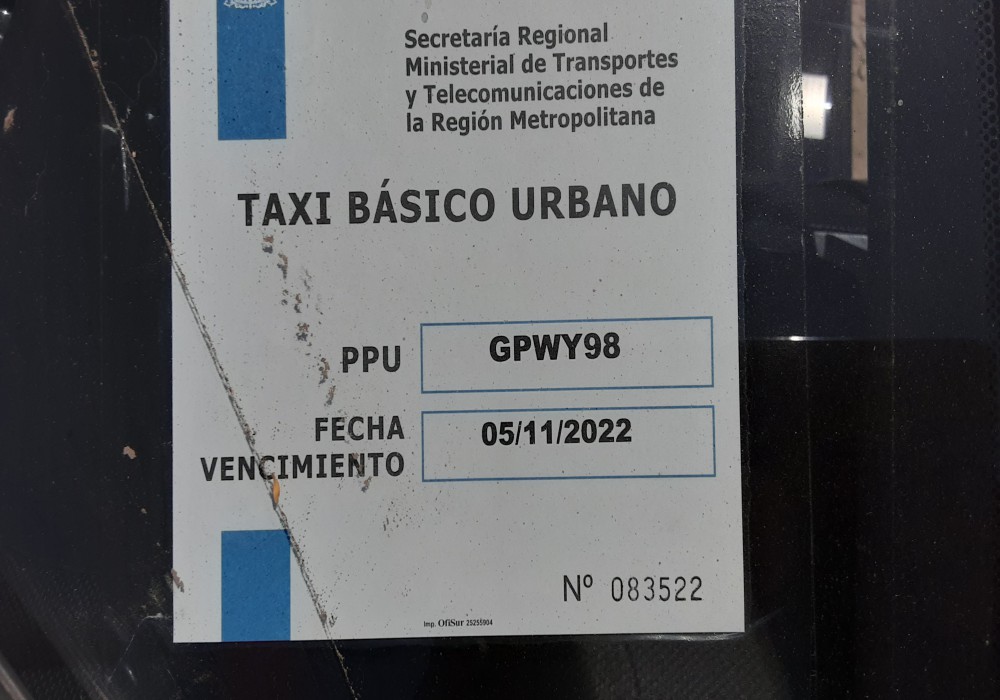 Secretaría Regional
Ministerial de Transportes
y Telecomunicaciones de
la Región Metropolitana
TAXI BÁSICO URBANO
PPU GPWY98
FECHA
VENCIMIENTO 05/11/2022
Nº 083522
Imp. OfiSur 25255904